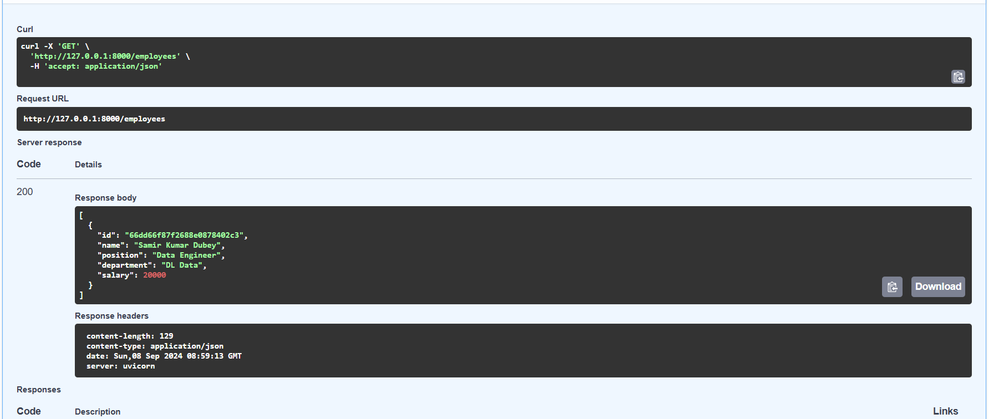 Curl
curl -X 'GET' \
  'http://127.0.0.1:8000/employees' \
  -H 'accept: application/json'
Request URL
http://127.0.0.1:8000/employees
Server response
Code Details
200
Response body
[
  {
    "id": "66dd66f87f2688e0878402c3",
    "name": "Samir Kumar Dubey",
    "position": "Data Engineer",
    "department": "DL Data",
    "salary": 20000
  }
]
Download
Response headers
content-length: 129
content-type: application/json
date: Sun,08 Sep 2024 08:59:13 GMT
server: uvicorn
Responses
Code Description Links